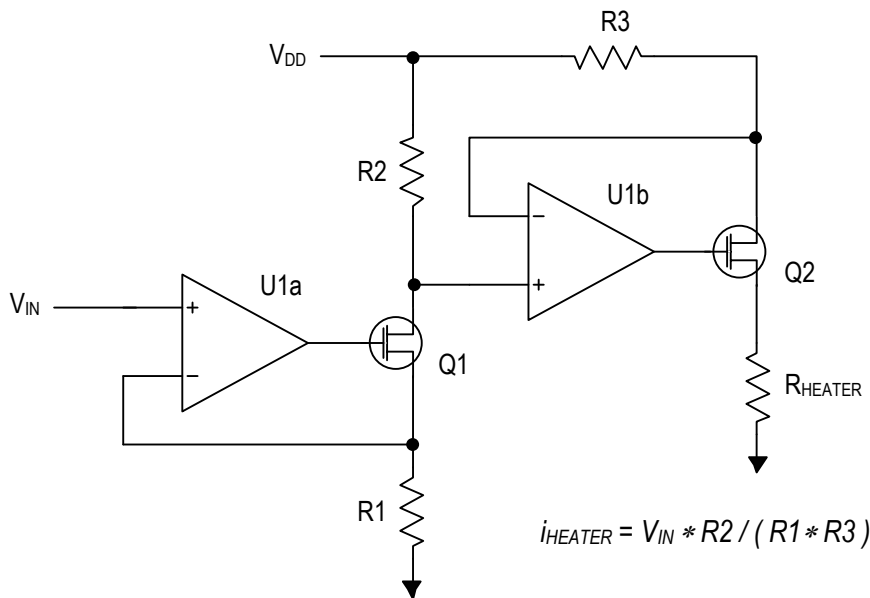 R3
VDD
R2
U1b
+
−
Q2
U1a
VIN
+
−
Q1
RHEATER
R1
iHEATER = VIN * R2 / ( R1 * R3 )